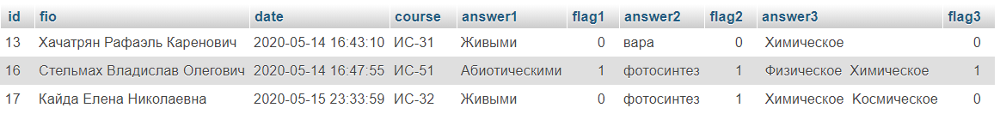 id fio date course answer1 flag1 answer2 flag2 answer3 flag3
13 Хачатрян Рафаэль Каренович 2020-05-14 16:43:10 ИС-31 Живыми 0 вара 0 Химическое 0
16 Стельмах Владислав Олегович 2020-05-14 16:47:55 ИС-51 Абиотическими 1 фотосинтез 1 Физическое Химическое 1
17 Кайда Елена Николаевна 2020-05-15 23:33:59 ИС-32 Живыми 0 фотосинтез 1 Химическое Космическое 0